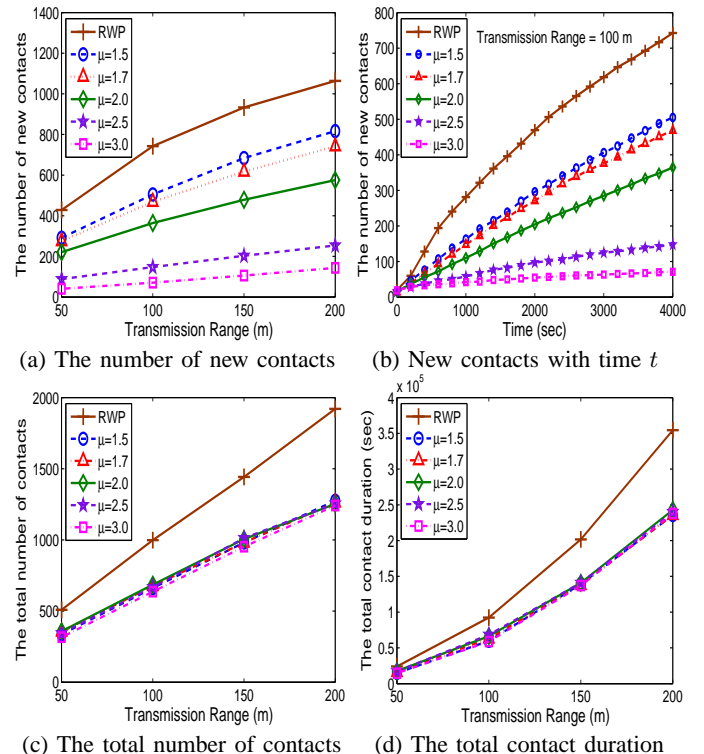 1400
1200
1000
800
600
400
200
0
50 100 150 200
The number of new contacts
Transmission Range (m)
RWP
μ=1.5
μ=1.7
μ=2.0
μ=2.5
μ=3.0
(a) The number of new contacts
800
700
600
500
400
300
200
100
0
0 1000 2000 3000 4000
The number of new contacts
Time (sec)
Transmission Range = 100 m
RWP
μ=1.5
μ=1.7
μ=2.0
μ=2.5
μ=3.0
(b) New contacts with time t
2000
1500
1000
500
0
50 100 150 200
The total number of contacts
Transmission Range (m)
RWP
μ=1.5
μ=1.7
μ=2.0
μ=2.5
μ=3.0
(c) The total number of contacts
4 x 10⁵
3.5
3
2.5
2
1.5
1
0.5
0
50 100 150 200
The total contact duration (sec)
Transmission Range (m)
RWP
μ=1.5
μ=1.7
μ=2.0
μ=2.5
μ=3.0
(d) The total contact duration